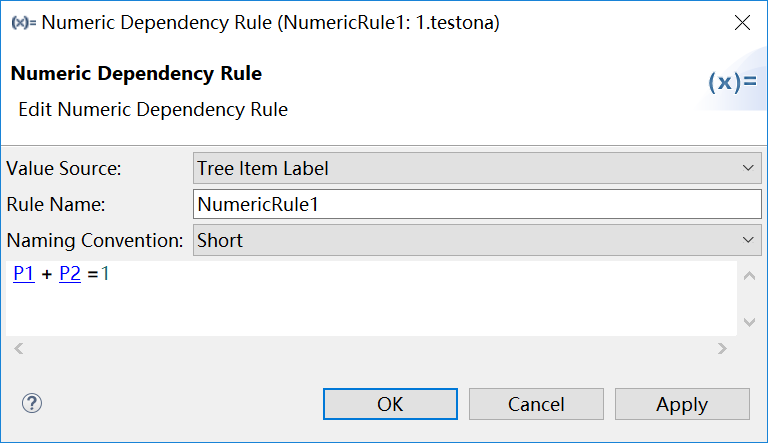 (x)= Numeric Dependency Rule (NumericRule1: 1.testona)
Numeric Dependency Rule
Edit Numeric Dependency Rule
(x)=
Value Source: Tree Item Label
Rule Name: NumericRule1
Naming Convention: Short
P1 + P2 =1
? OK Cancel Apply